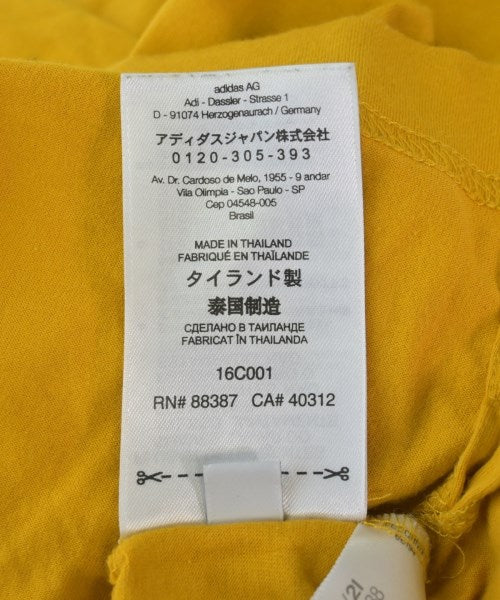 adidas AG
Adi - Dassler - Strasse 1
D - 91074 Herzogenaurach / Germany
アディダスジャパン株式会社
0120-305-393
Av. Dr. Cardoso de Melo, 1955 - 9 andar
Vila Olimpia - Sao Paulo - SP
Cep 04548-005
Brasil
MADE IN THAILAND
FABRIQUÉ EN THAÏLANDE
タイランド製
泰国制造
СДЕЛАНО В ТАИЛАНДЕ
FABRICAT ÎN THAILANDA
16C001
RN# 88387 CA# 40312